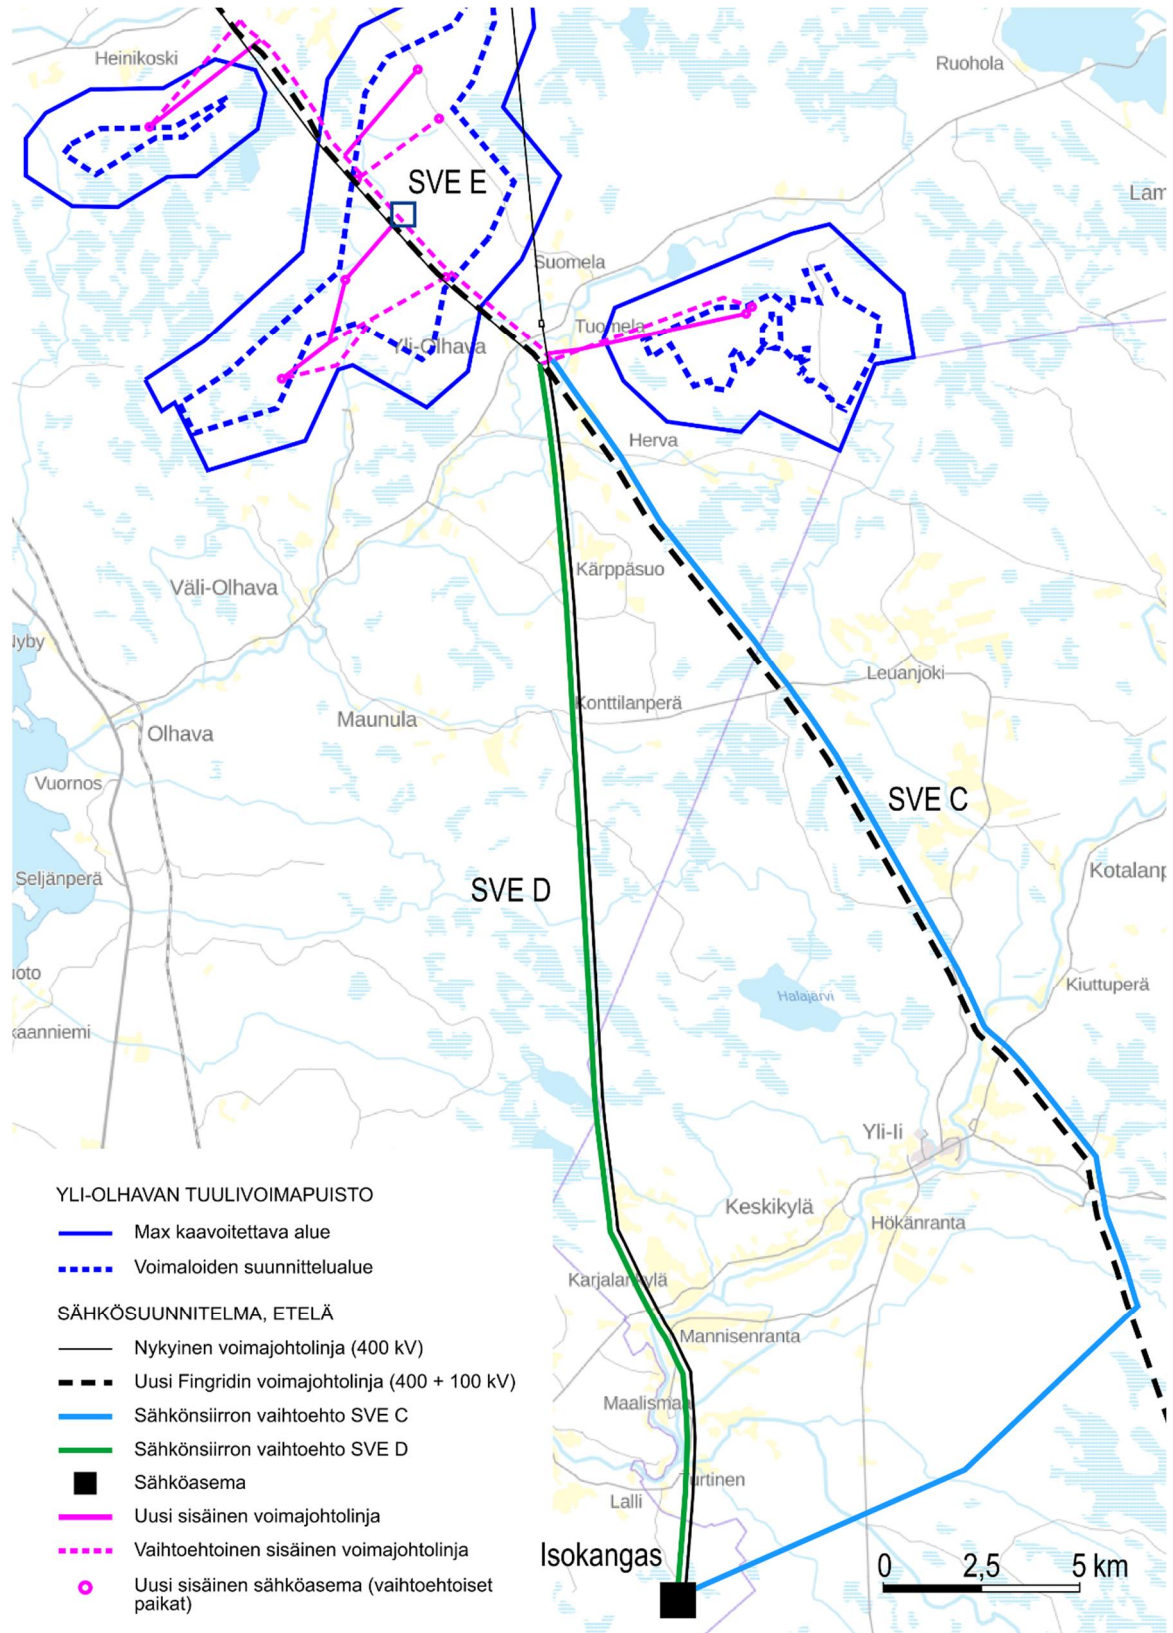 Heinikoski
Ruohola
SVE E
Lam
Suomela
Tuomela
Yli-Olhava
Herva
Kärppäsuo
Väli-Olhava
Nyby
Leuanjoki
Konttilanperä
Maunula
Olhava
Vuornos
SVE C
Kotalanp
Seljänperä
SVE D
uoto
Kiuttuperä
Halajärvi
kaanniemi
Yli-Ii
Keskikylä
Hökänranta
Karjalankylä
Mannisenranta
Maalismaa
Turtinen
Lalli
Isokangas
0 2,5 5 km
YLI-OLHAVAN TUULIVOIMAPUISTO
Max kaavoitettava alue
Voimaloiden suunnittelualue
SÄHKÖSUUNNITELMA, ETELÄ
Nykyinen voimajohtolinja (400 kV)
Uusi Fingridin voimajohtolinja (400 + 100 kV)
Sähkönsiirron vaihtoehto SVE C
Sähkönsiirron vaihtoehto SVE D
Sähköasema
Uusi sisäinen voimajohtolinja
Vaihtoehtoinen sisäinen voimajohtolinja
Uusi sisäinen sähköasema (vaihtoehtoiset
paikat)